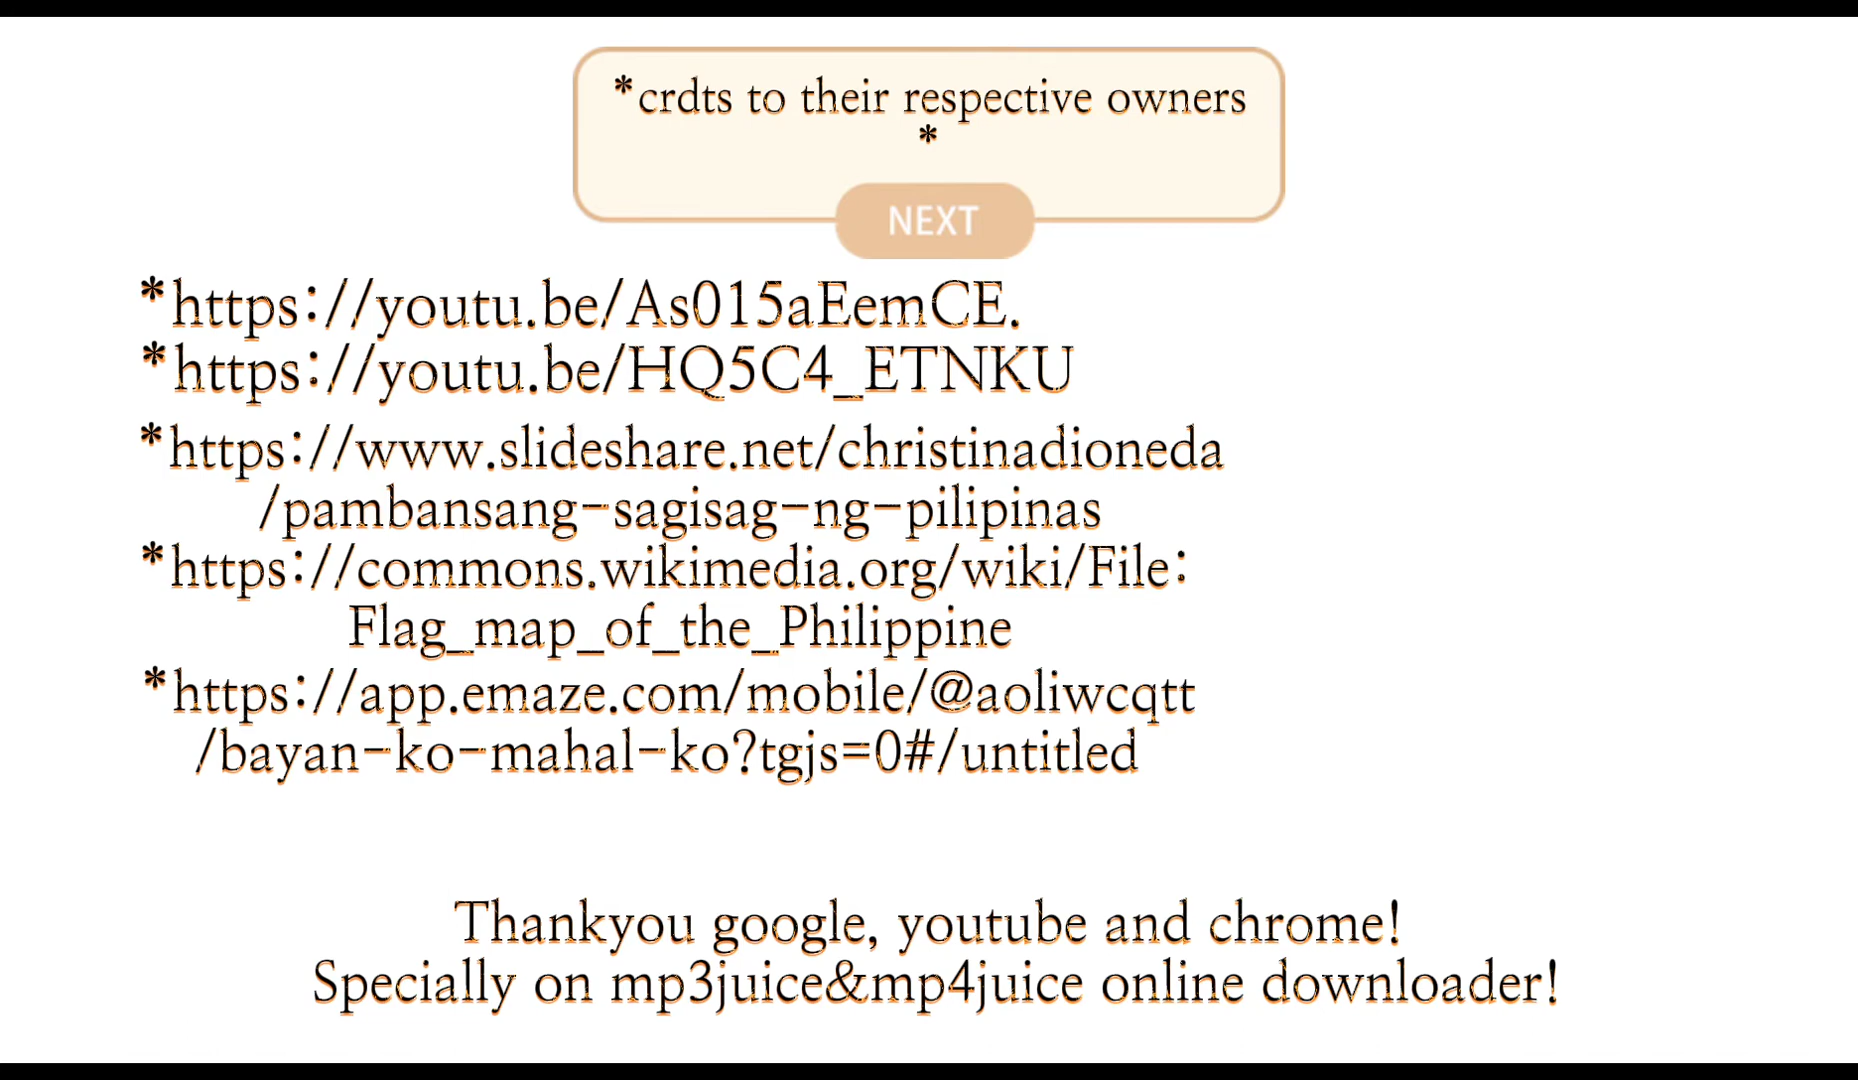 *crdts to their respective owners
*
NEXT
*https://youtu.be/As015aEemCE.
*https://youtu.be/HQ5C4_ETNKU
*https://www.slideshare.net/christinadioneda
/pambansang-sagisag-ng-pilipinas
*https://commons.wikimedia.org/wiki/File:
Flag_map_of_the_Philippine
*https://app.emaze.com/mobile/@aoliwcqtt
/bayan-ko-mahal-ko?tgjs=0#/untitled
Thankyou google, youtube and chrome!
Specially on mp3juice&mp4juice online downloader!